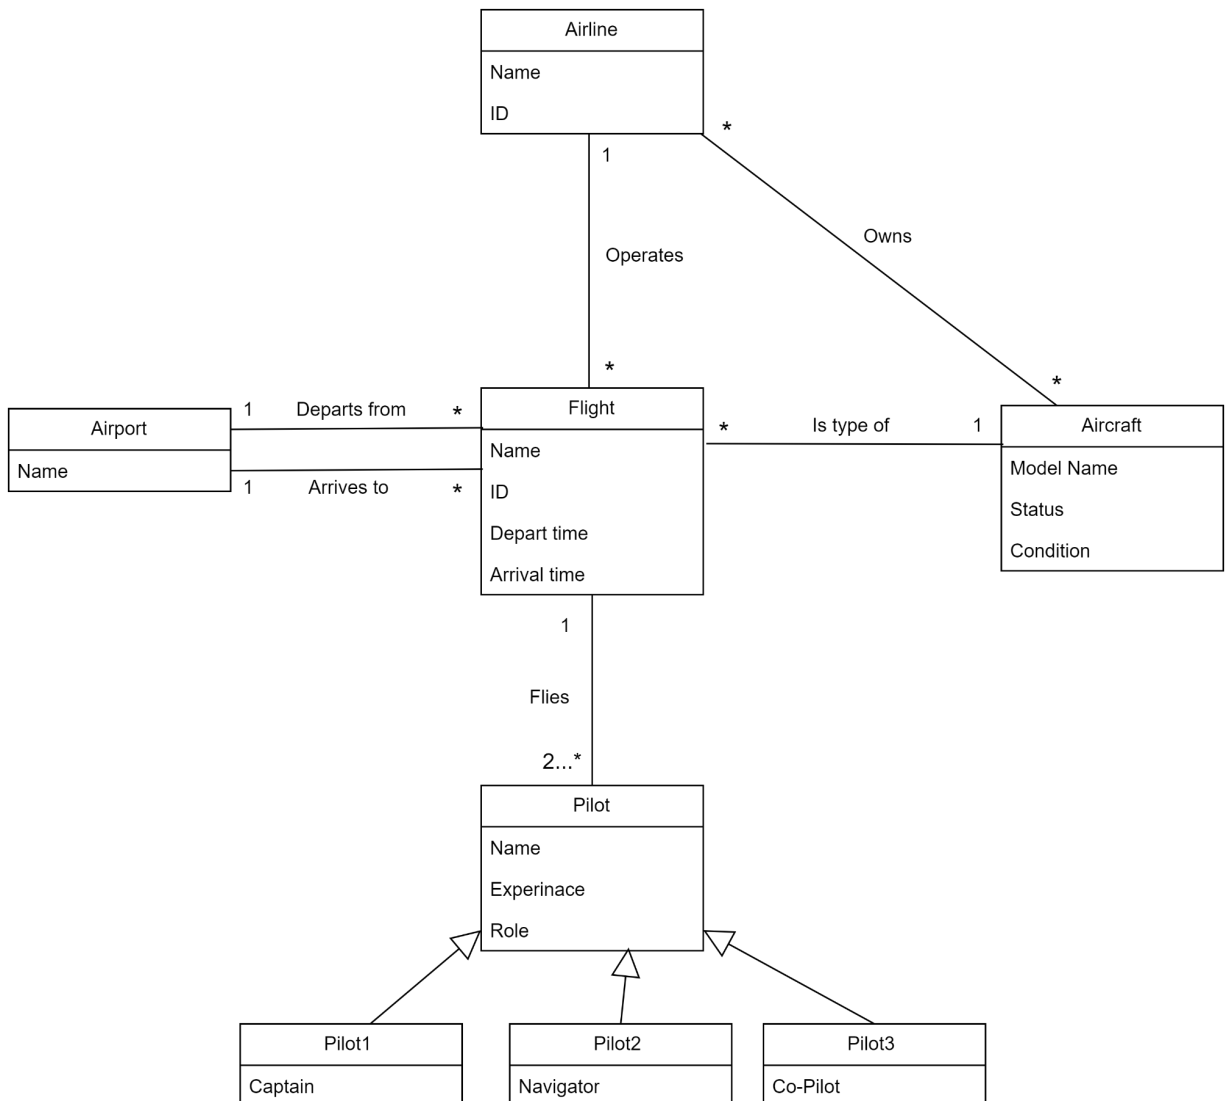 Airline
Name
ID
*
1
Owns
Operates
*
*
Airport
Name
1
Departs from
*
1
Arrives to
*
Flight
Name
ID
Depart time
Arrival time
*
Is type of
1
Aircraft
Model Name
Status
Condition
1
Flies
2...*
Pilot
Name
Experinace
Role
Pilot1
Captain
Pilot2
Navigator
Pilot3
Co-Pilot